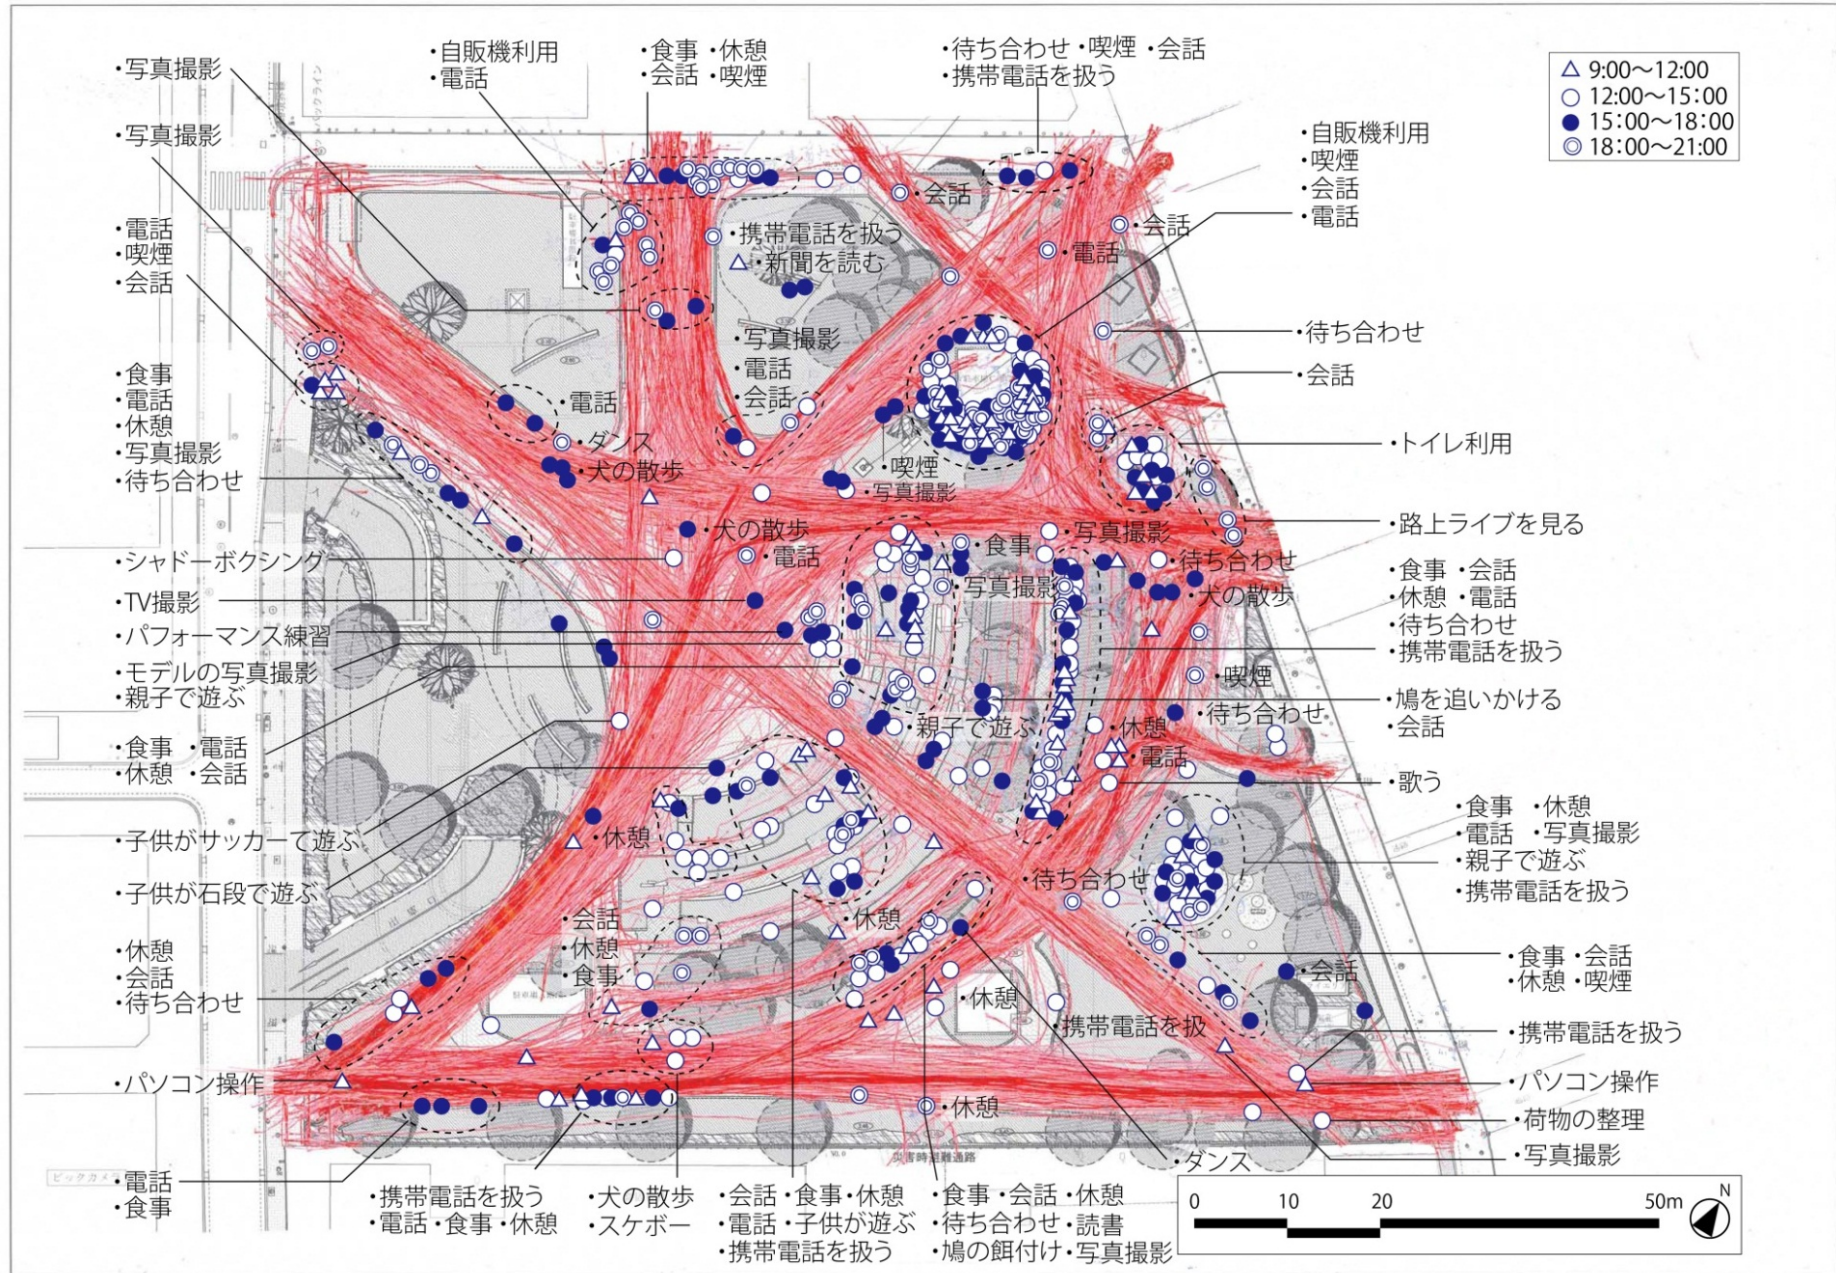 ・写真撮影
・自販機利用
・電話
・食事 ・休憩
・会話 ・喫煙
・待ち合わせ ・喫煙 ・会話
・携帯電話を扱う
9:00～12:00
12:00～15:00
15:00～18:00
18:00～21:00
・写真撮影
・自販機利用
・喫煙
・会話
・電話
・電話
・喫煙
・会話
・会話
・会話
・電話
・携帯電話を扱う
・新聞を読む
・写真撮影
・電話
・会話
・待ち合わせ
・会話
・食事
・電話
・休憩
・写真撮影
・待ち合わせ
・電話
・ダンス
・犬の散歩
・喫煙
・写真撮影
・トイレ利用
・犬の散歩
・電話
・食事
・写真撮影
・写真撮影
・待ち合わせ
・犬の散歩
・路上ライブを見る
・シャドーボクシング
・TV撮影
・パフォーマンス練習
・モデルの写真撮影
・親子で遊ぶ
・食事 ・会話
・休憩 ・電話
・待ち合わせ
・携帯電話を扱う
・喫煙
・待ち合わせ
・鳩を追いかける
・会話
・親子で遊ぶ
・休憩
・電話
・食事 ・電話
・休憩 ・会話
・歌う
・子供がサッカーて遊ぶ
・休憩
・子供が石段で遊ぶ
・食事 ・休憩
・電話 ・写真撮影
・親子で遊ぶ
・携帯電話を扱う
・待ち合わせ
・会話
・休憩
・食事
・休憩
・休憩
・会話
・待ち合わせ
・食事 ・会話
・休憩 ・喫煙
・会話
・休憩
・携帯電話を扱
・携帯電話を扱う
・パソコン操作
・パソコン操作
・休憩
・荷物の整理
・写真撮影
災害時避難通路
・ダンス
ビックカメラ
・電話
・食事
・携帯電話を扱う
・電話 ・食事 ・休憩
・犬の散歩
・スケボー
・会話 ・食事 ・休憩
・電話 ・子供が遊ぶ
・携帯電話を扱う
・食事 ・会話 ・休憩
・待ち合わせ ・読書
・鳩の餌付け ・写真撮影
0 10 20 50m
N